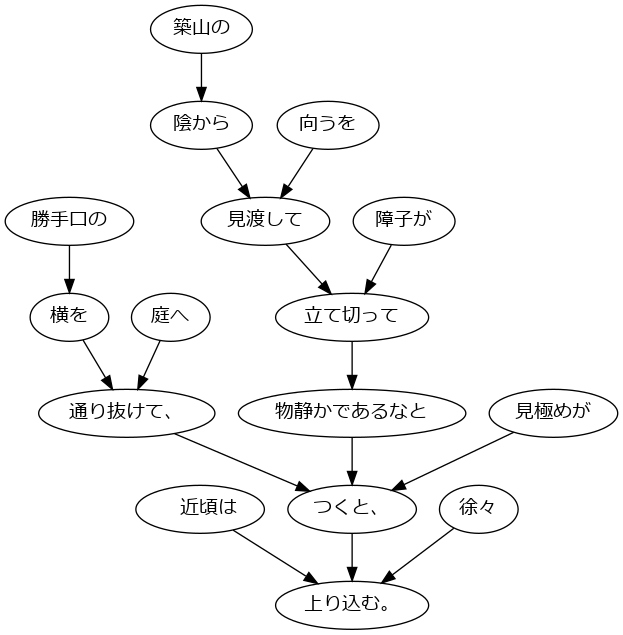 築山の
陰から
向うを
勝手口の
見渡して
障子が
横を
庭へ
立て切って
通り抜けて、
物静かであるなと
見極めが
近頃は
つくと、
徐々
上り込む。